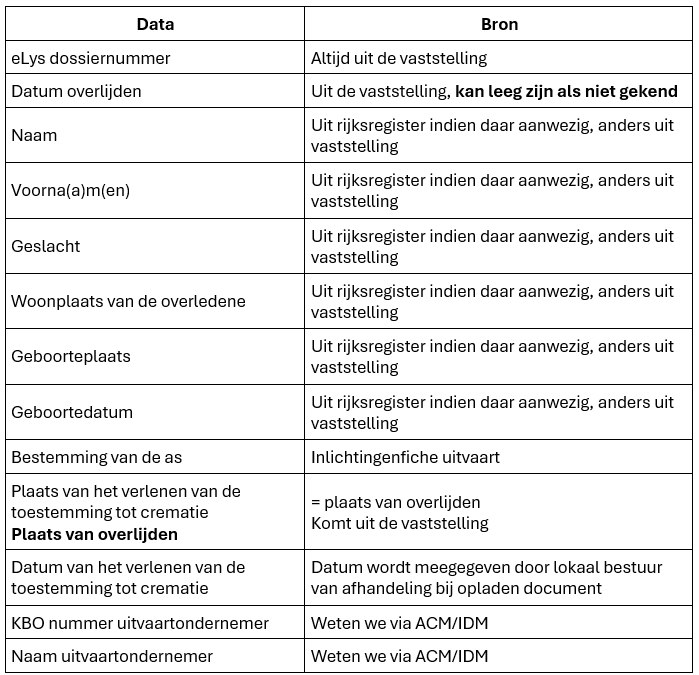 Data
Bron
eLys dossiernummer
Altijd uit de vaststelling
Datum overlijden
Uit de vaststelling, kan leeg zijn als niet gekend
Naam
Uit rijksregister indien daar aanwezig, anders uit
vaststelling
Voorna(a)m(en)
Uit rijksregister indien daar aanwezig, anders uit
vaststelling
Geslacht
Uit rijksregister indien daar aanwezig, anders uit
vaststelling
Woonplaats van de overledene
Uit rijksregister indien daar aanwezig, anders uit
vaststelling
Geboorteplaats
Uit rijksregister indien daar aanwezig, anders uit
vaststelling
Geboortedatum
Uit rijksregister indien daar aanwezig, anders uit
vaststelling
Bestemming van de as
Inlichtingenfiche uitvaart
Plaats van het verlenen van de
toestemming tot crematie
Plaats van overlijden
= plaats van overlijden
Komt uit de vaststelling
Datum van het verlenen van de
toestemming tot crematie
Datum wordt meegegeven door lokaal bestuur
van afhandeling bij opladen document
KBO nummer uitvaartondernemer
Weten we via ACM/IDM
Naam uitvaartondernemer
Weten we via ACM/IDM